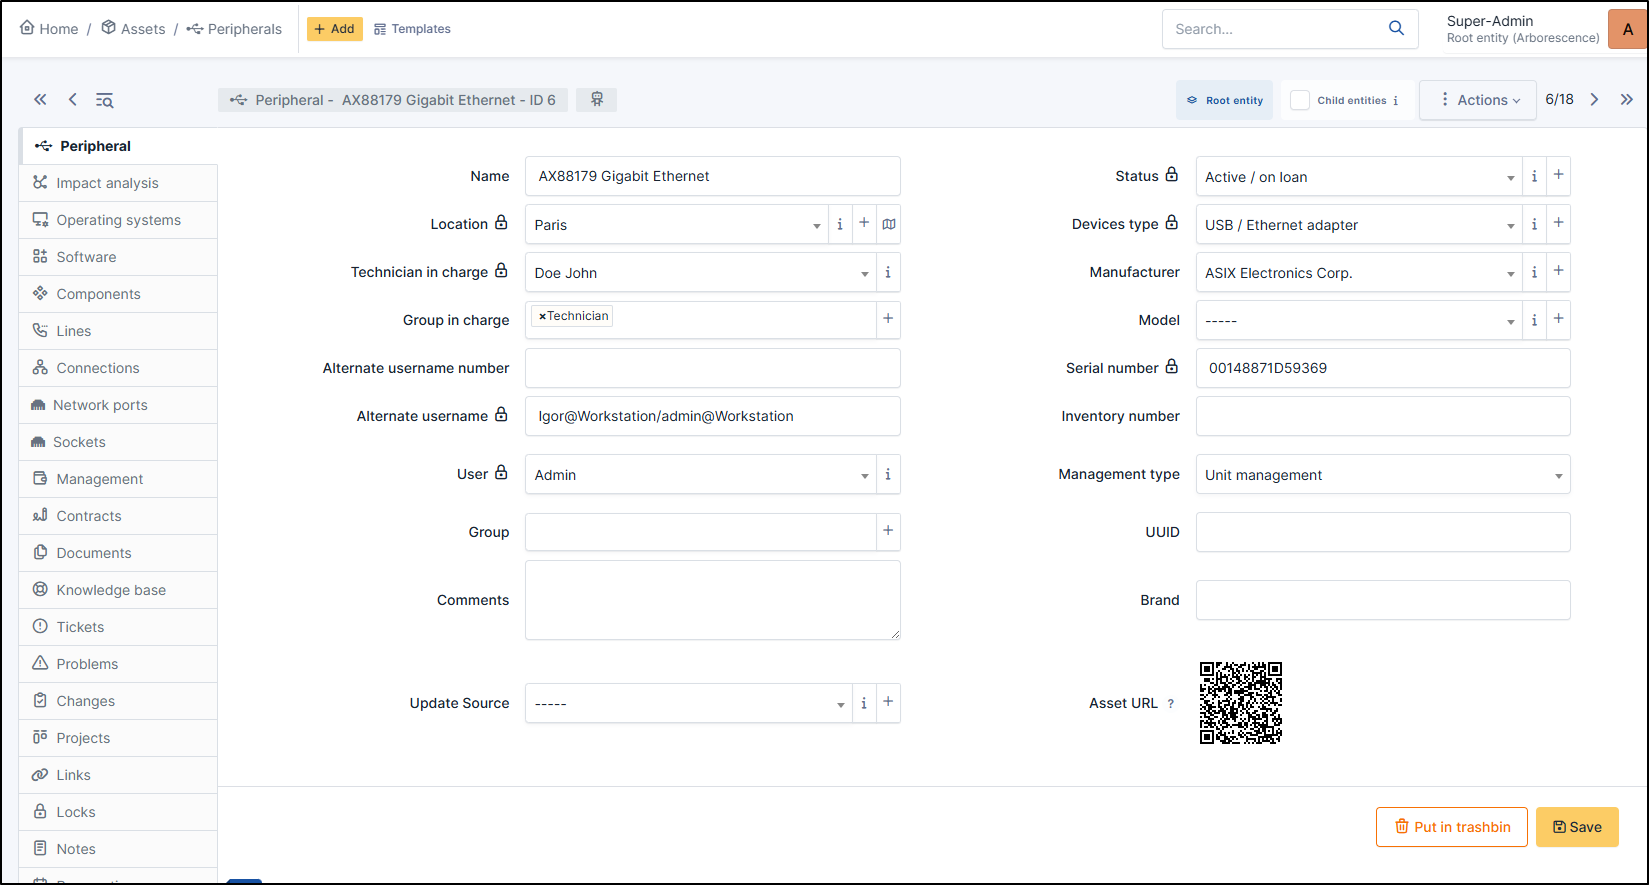 Home / Assets / Peripherals
+ Add
Templates
Search...
Super-Admin
Root entity (Arborescence)
A
Peripheral - AX88179 Gigabit Ethernet - ID 6
Root entity
Child entities i
Actions
6/18
Peripheral
Impact analysis
Operating systems
Software
Components
Lines
Connections
Network ports
Sockets
Management
Contracts
Documents
Knowledge base
Tickets
Problems
Changes
Projects
Links
Locks
Notes
Name AX88179 Gigabit Ethernet
Location Paris i +
Technician in charge Doe John i
Group in charge ×Technician +
Alternate username number
Alternate username Igor@Workstation/admin@Workstation
User Admin i
Group +
Comments
Update Source ----- i +
Status Active / on loan i +
Devices type USB / Ethernet adapter i +
Manufacturer ASIX Electronics Corp. i +
Model ----- i +
Serial number 00148871D59369
Inventory number
Management type Unit management
UUID
Brand
Asset URL ?
Put in trashbin
Save